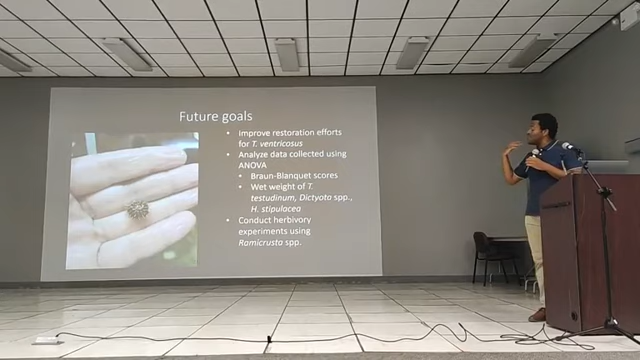 Future goals
• Improve restoration efforts
for T. ventricosus
• Analyze data collected using
ANOVA
• Braun-Blanquet scores
• Wet weight of T.
testudinum, Dictyota spp.,
H. stipulacea
• Conduct herbivory
experiments using
Ramicrusta spp.